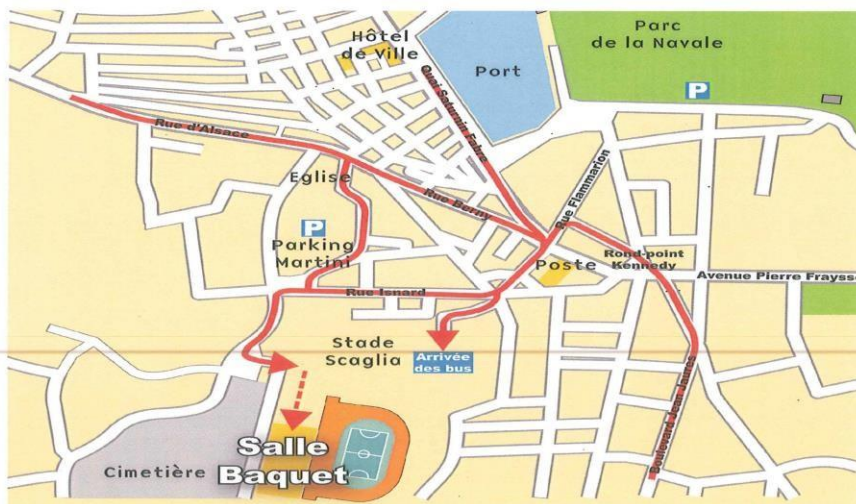 Parc
de la Navale
Hôtel
de Ville
Port
P
Quai Saturnin Fabre
Rue d'Alsace
Eglise
Rue Berny
Rue Flammarion
P
Parking
Martini
Poste
Rond-point
Kennedy
Avenue Pierre Frayss
Rue Isnard
Stade
Scaglia
Arrivée
des bus
Boulevard Jean Jaures
Salle
Baquet
Cimetière